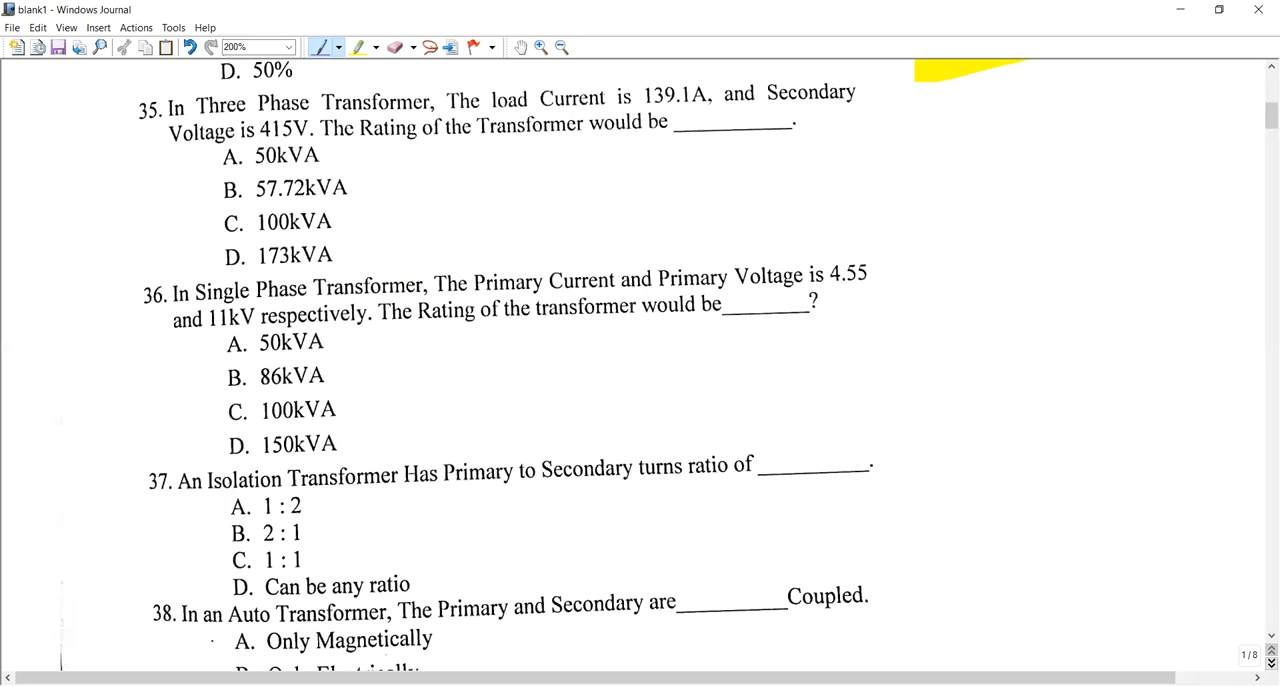 blank1 - Windows Journal
File Edit View Insert Actions Tools Help
200%
D. 50%
35. In Three Phase Transformer, The load Current is 139.1A, and Secondary
Voltage is 415V. The Rating of the Transformer would be ___________.
A. 50kVA
B. 57.72kVA
C. 100kVA
D. 173kVA
36. In Single Phase Transformer, The Primary Current and Primary Voltage is 4.55
and 11kV respectively. The Rating of the transformer would be________?
A. 50kVA
B. 86kVA
C. 100kVA
D. 150kVA
37. An Isolation Transformer Has Primary to Secondary turns ratio of __________.
A. 1 : 2
B. 2 : 1
C. 1 : 1
D. Can be any ratio
38. In an Auto Transformer, The Primary and Secondary are__________Coupled.
A. Only Magnetically
1 / 8